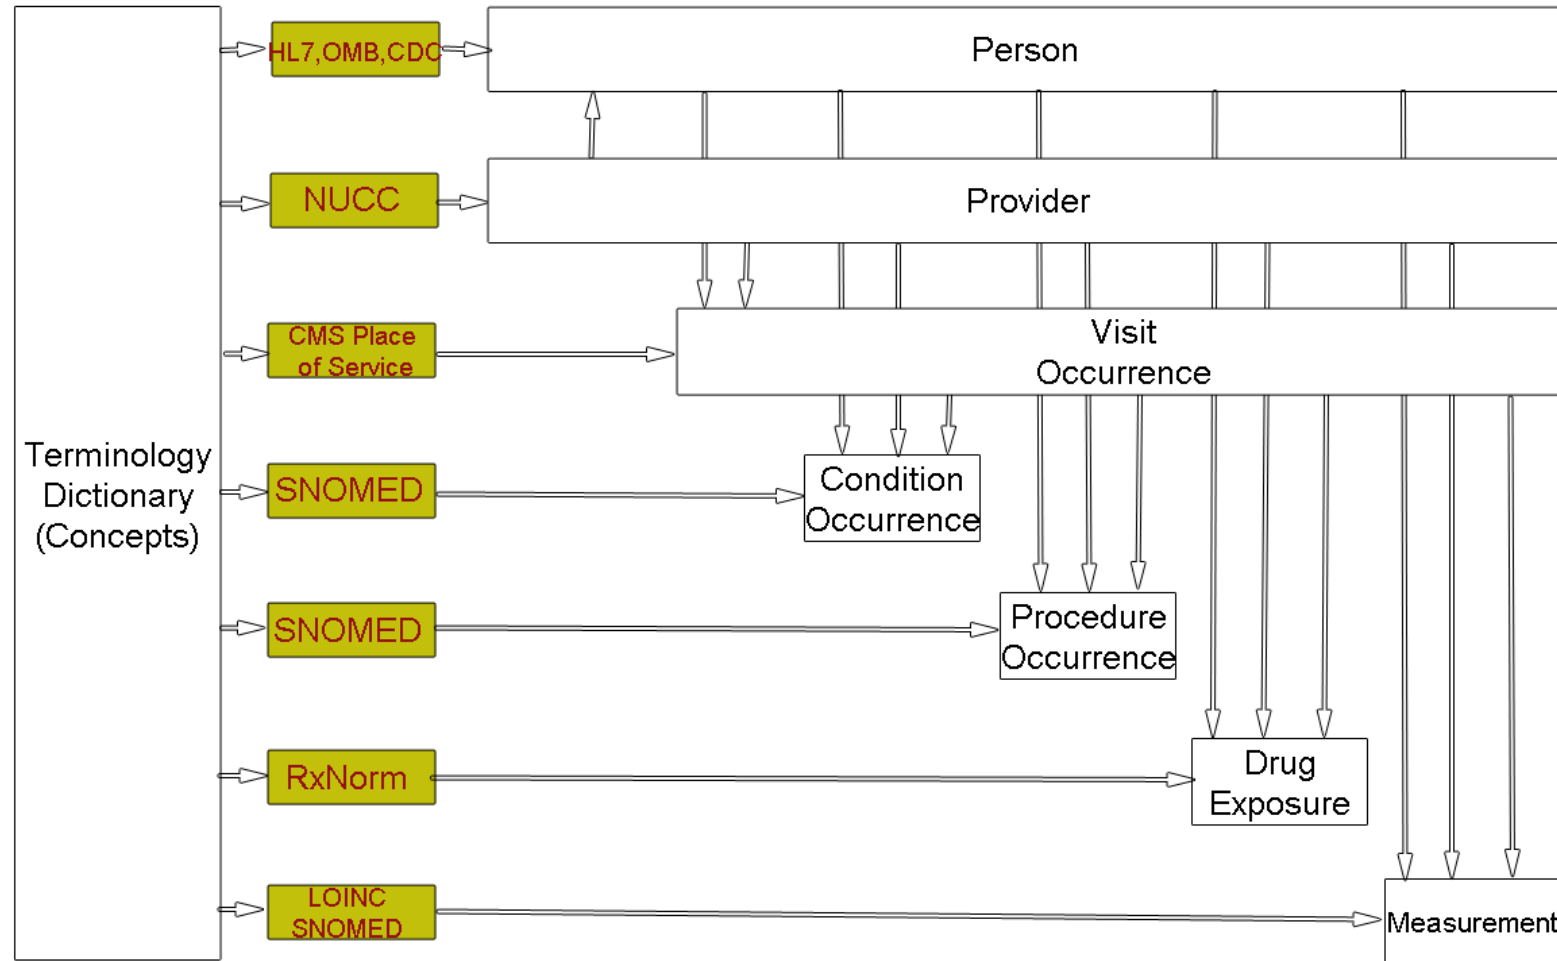 HL7,OMB,CDC
Person
NUCC
Provider
CMS Place
of Service
Visit
Occurrence
Terminology
Dictionary
(Concepts)
SNOMED
Condition
Occurrence
SNOMED
Procedure
Occurrence
RxNorm
Drug
Exposure
LOINC
SNOMED
Measurement